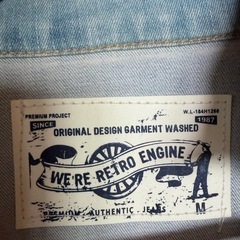 PREMIUM PROJECT W.L-184H1268
SINCE 1987
ORIGINAL DESIGN GARMENT WASHED
WE'RE RETRO ENGINE
PREMIUM AUTHENTIC JEANS M